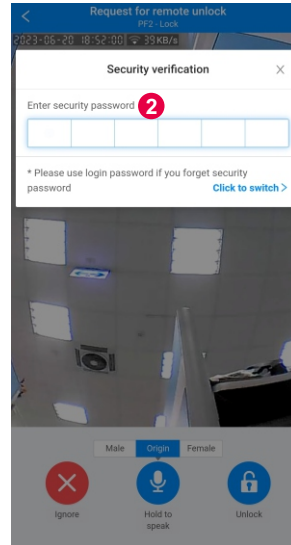 Request for remote unlock
PF2 - Lock
2023-06-20 18:52:00 39 KB/s
Security verification
Enter security password 2
* Please use login password if you forget security
password Click to switch >
Male Origin Female
Ignore Hold to Unlock
speak